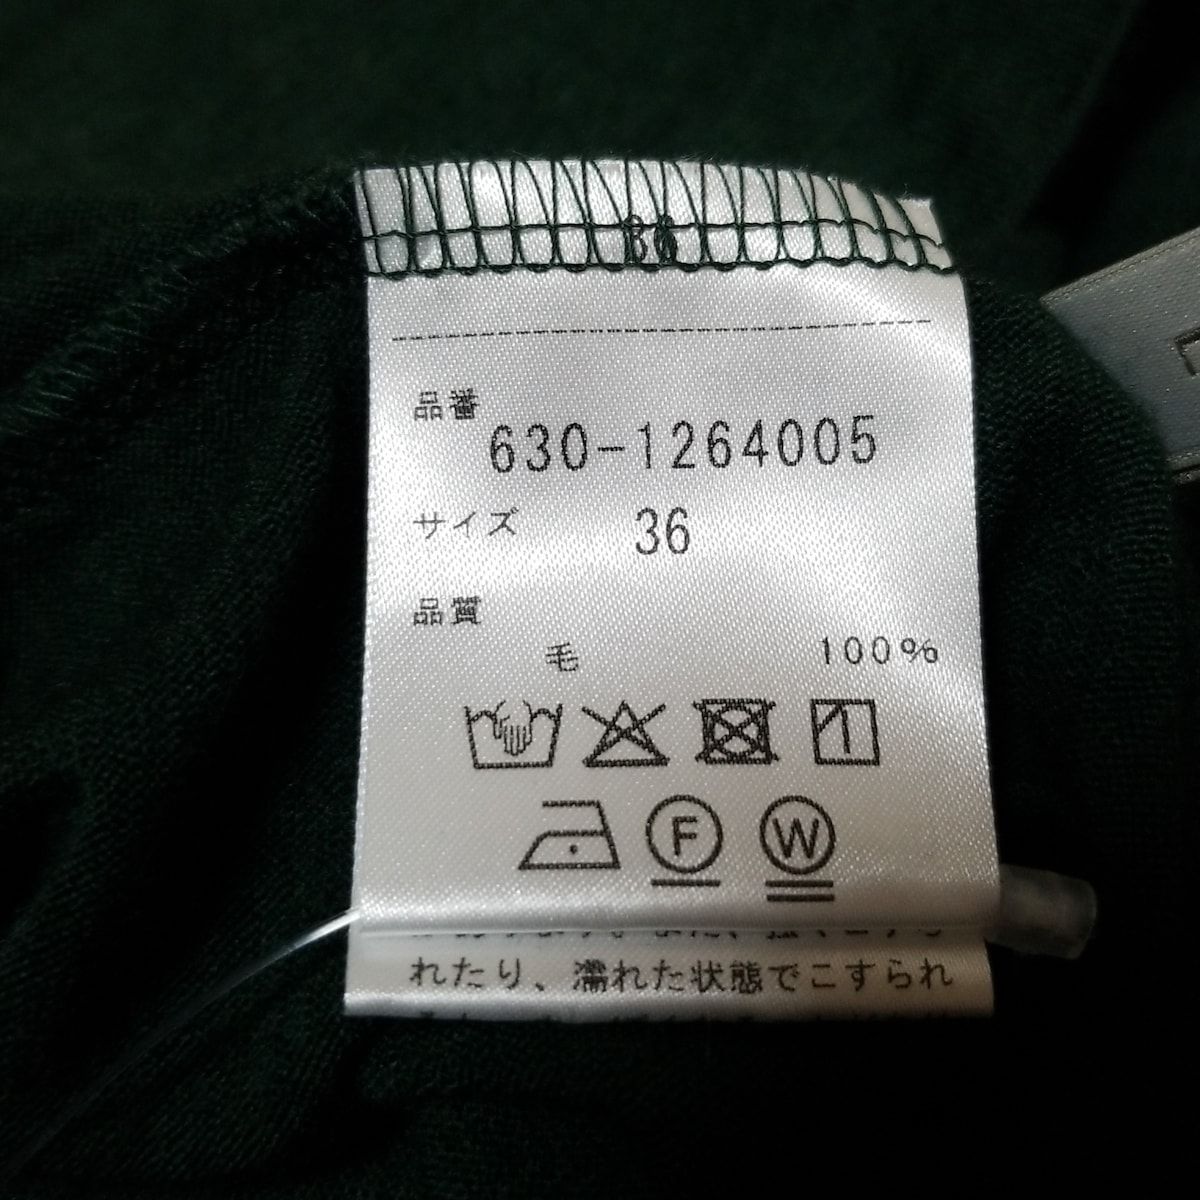 36
品番
630-1264005
サイズ 36
品質
毛 100%
F W
れたり、濡れた状態でこすられ